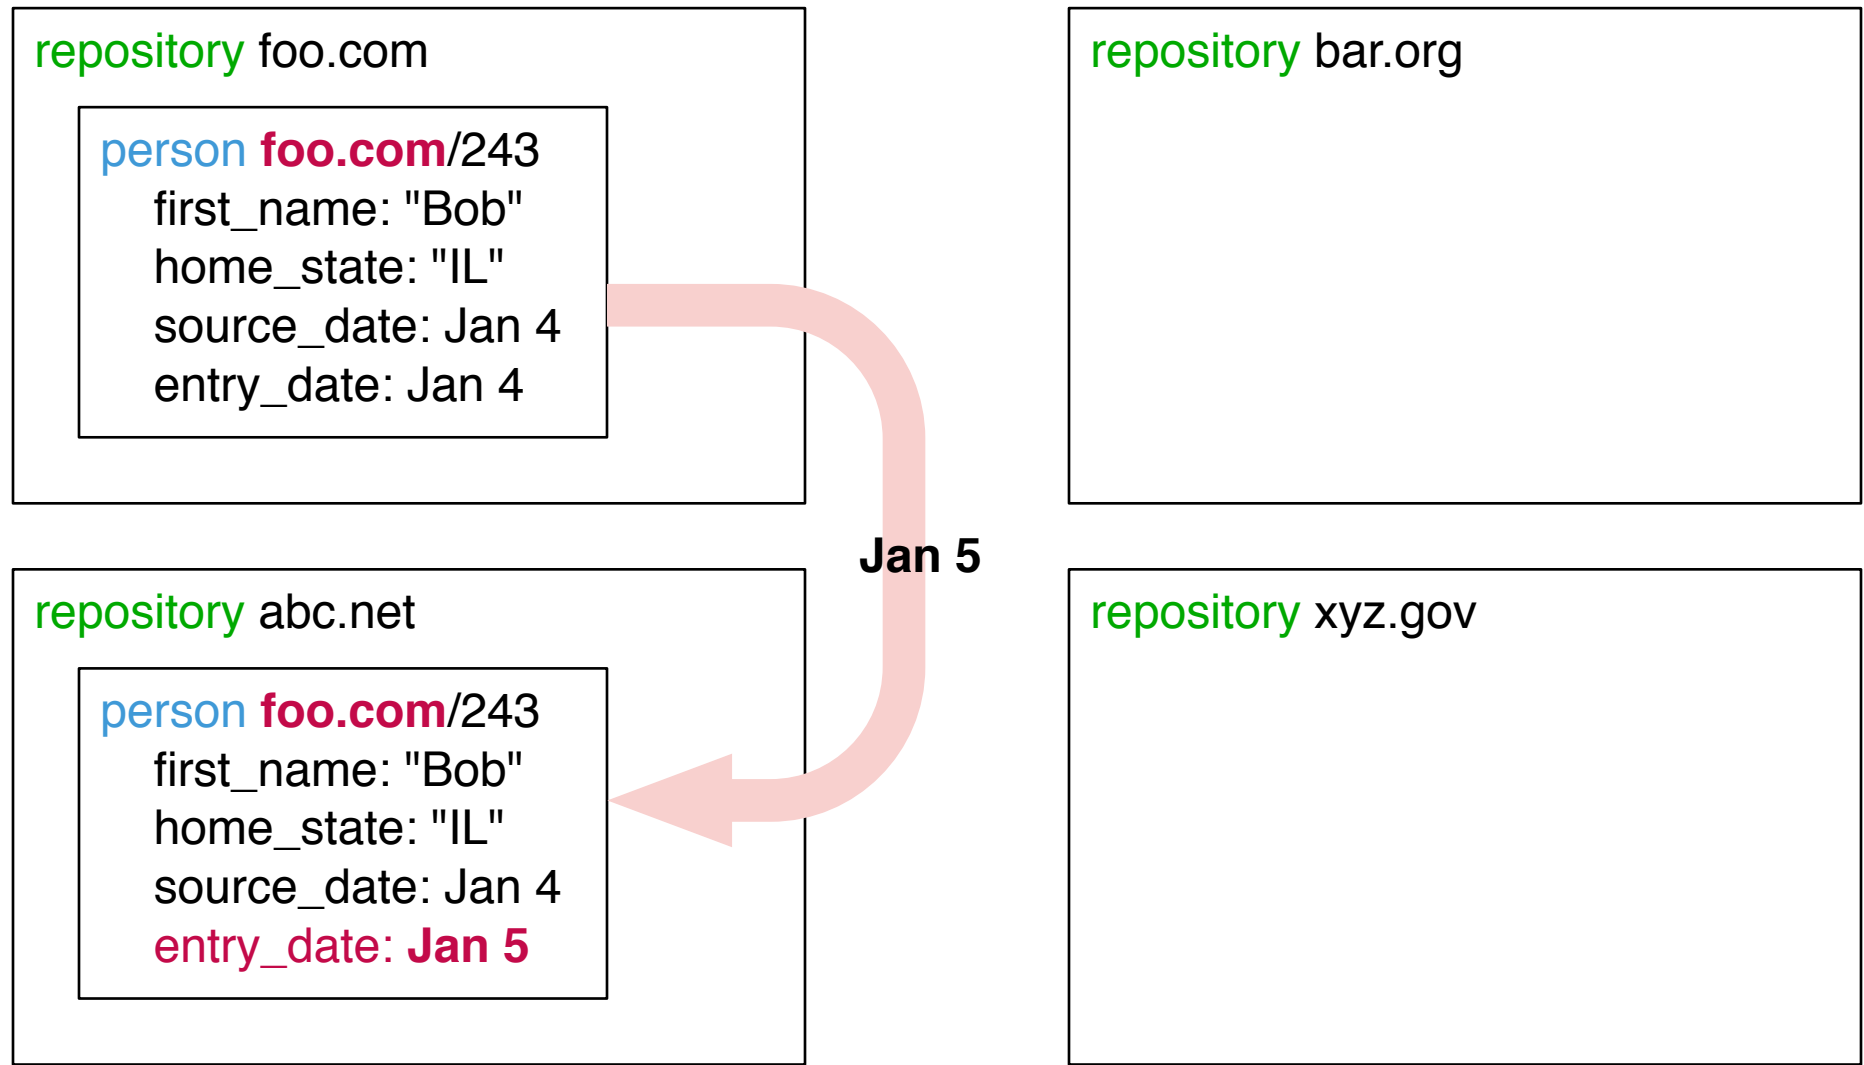 repository foo.com
person foo.com/243
first_name: "Bob"
home_state: "IL"
source_date: Jan 4
entry_date: Jan 4
repository bar.org
Jan 5
repository abc.net
person foo.com/243
first_name: "Bob"
home_state: "IL"
source_date: Jan 4
entry_date: Jan 5
repository xyz.gov